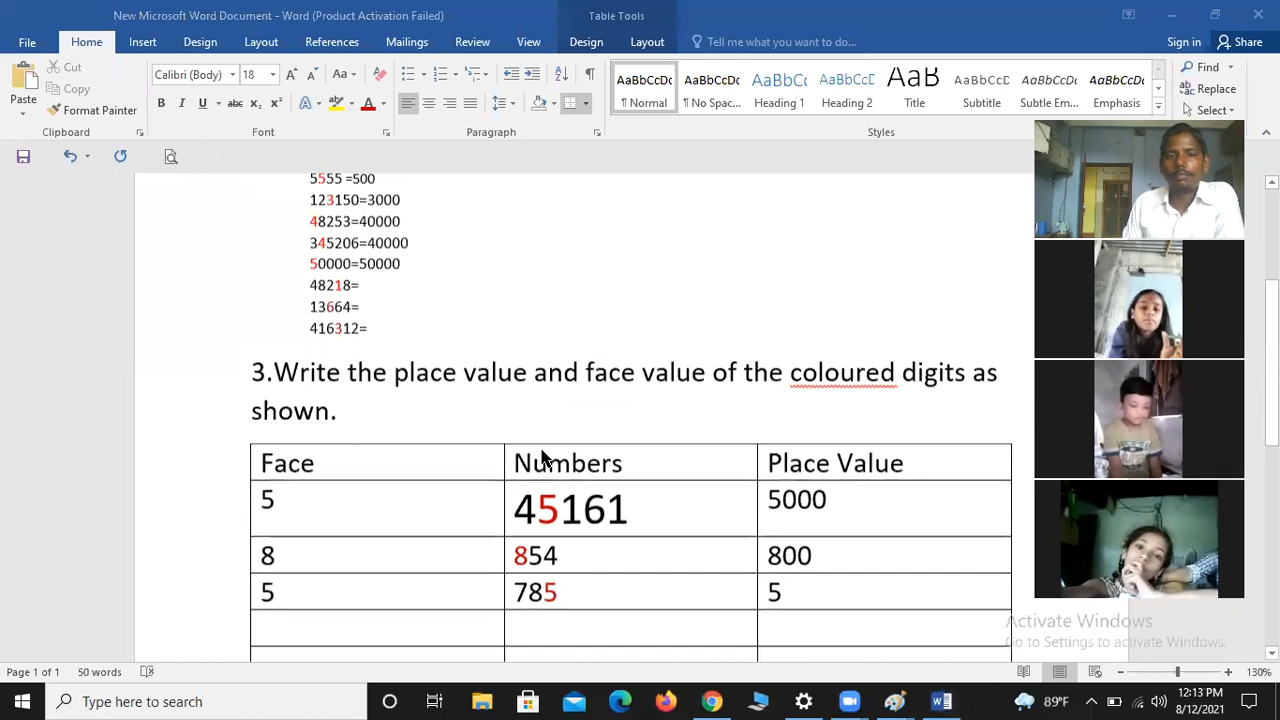 New Microsoft Word Document - Word (Product Activation Failed)
Table Tools
File Home Insert Design Layout References Mailings Review View Design Layout Tell me what you want to do... Sign in Share
Paste Cut Copy Format Painter
Calibri (Body) 18
Clipboard Font Paragraph Styles
AaBbCcDc AaBbCcDc AaBbCc AaBbCcE AaB AaBbCcD AaBbCcDc AaBbCcDc
¶ Normal ¶ No Spac... Heading Heading 2 Title Subtitle Subtle Em... Emphasis
Find Replace Select
5555 =500
123150=3000
48253=40000
345206=40000
50000=50000
48218=
13664=
416312=
3.Write the place value and face value of the coloured digits as
shown.
Face Numbers Place Value
5 45161 5000
8 854 800
5 785 5
Activate Windows
Go to Settings to activate Windows.
Page 1 of 1 50 words 130%
Type here to search 89°F 12:13 PM
8/12/2021